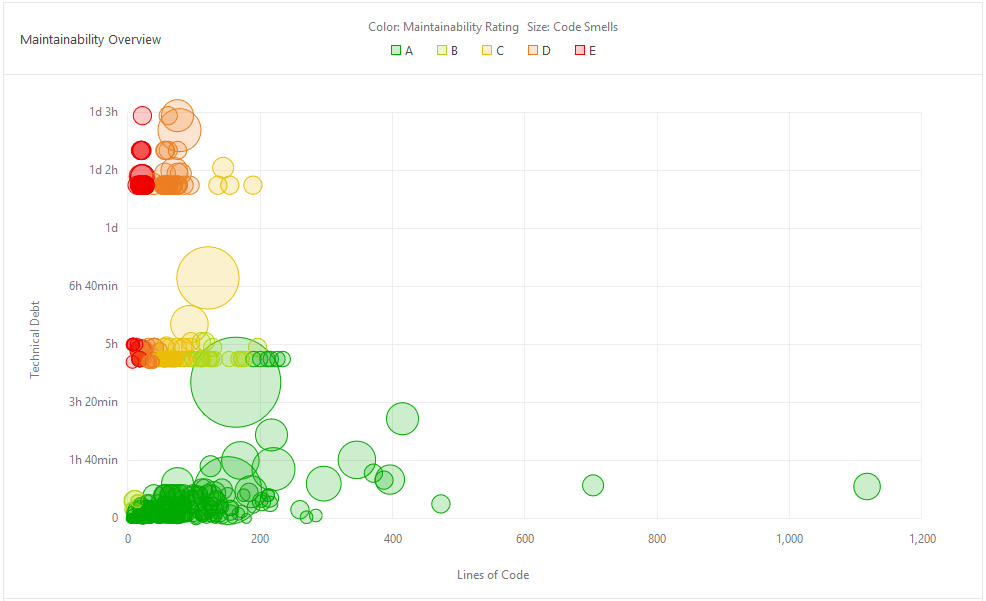 Color: Maintainability Rating Size: Code Smells
Maintainability Overview
A B C D E
1d 3h
1d 2h
1d
6h 40min
5h
3h 20min
1h 40min
0
Technical Debt
0 200 400 600 800 1,000 1,200
Lines of Code